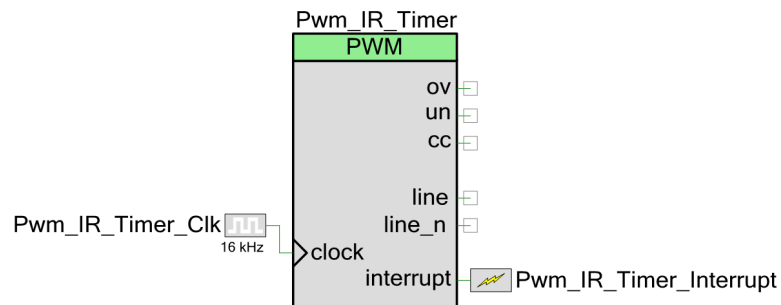 Pwm_IR_Timer
PWM
ov
un
cc
line
Pwm_IR_Timer_Clk
line_n
16 kHz
clock
interrupt
Pwm_IR_Timer_Interrupt